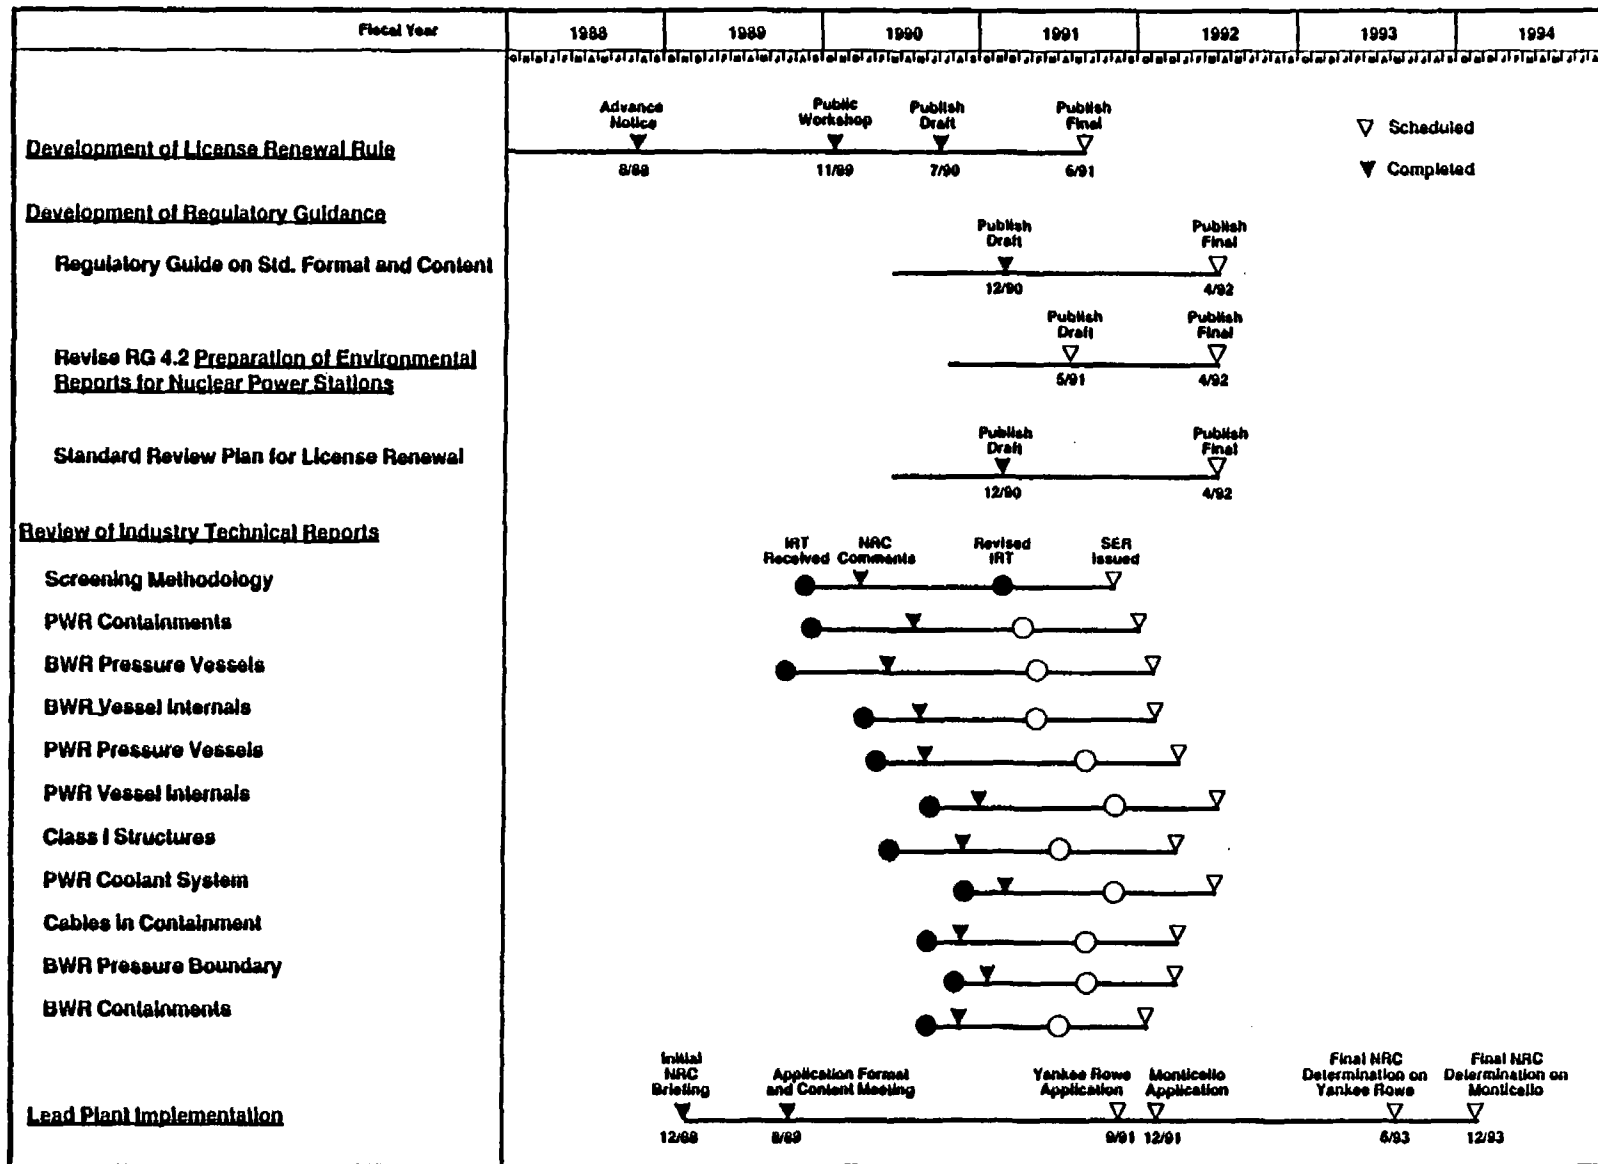 Fiscal Year 1988 1989 1990 1991 1992 1993 1994
Advance Notice
Public Workshop
Publish Draft
Publish Final
▽ Scheduled
▼ Completed
Development of License Renewal Rule
8/88 11/89 7/90 6/91
Development of Regulatory Guidance
Publish Draft
Publish Final
Regulatory Guide on Std. Format and Content
12/90 4/92
Publish Draft
Publish Final
Revise RG 4.2 Preparation of Environmental
Reports for Nuclear Power Stations
5/91 4/92
Publish Draft
Publish Final
Standard Review Plan for License Renewal
12/90 4/92
Review of Industry Technical Reports
IRT Received
NRC Comments
Revised IRT
SER Issued
Screening Methodology
PWR Containments
BWR Pressure Vessels
BWR Vessel Internals
PWR Pressure Vessels
PWR Vessel Internals
Class I Structures
PWR Coolant System
Cables in Containment
BWR Pressure Boundary
BWR Containments
Initial NRC Briefing
Application Format and Content Meeting
Yankee Rowe Application
Monticello Application
Final NRC Determination on Yankee Rowe
Final NRC Determination on Monticello
Lead Plant Implementation
12/88 8/89 9/91 12/91 6/93 12/93